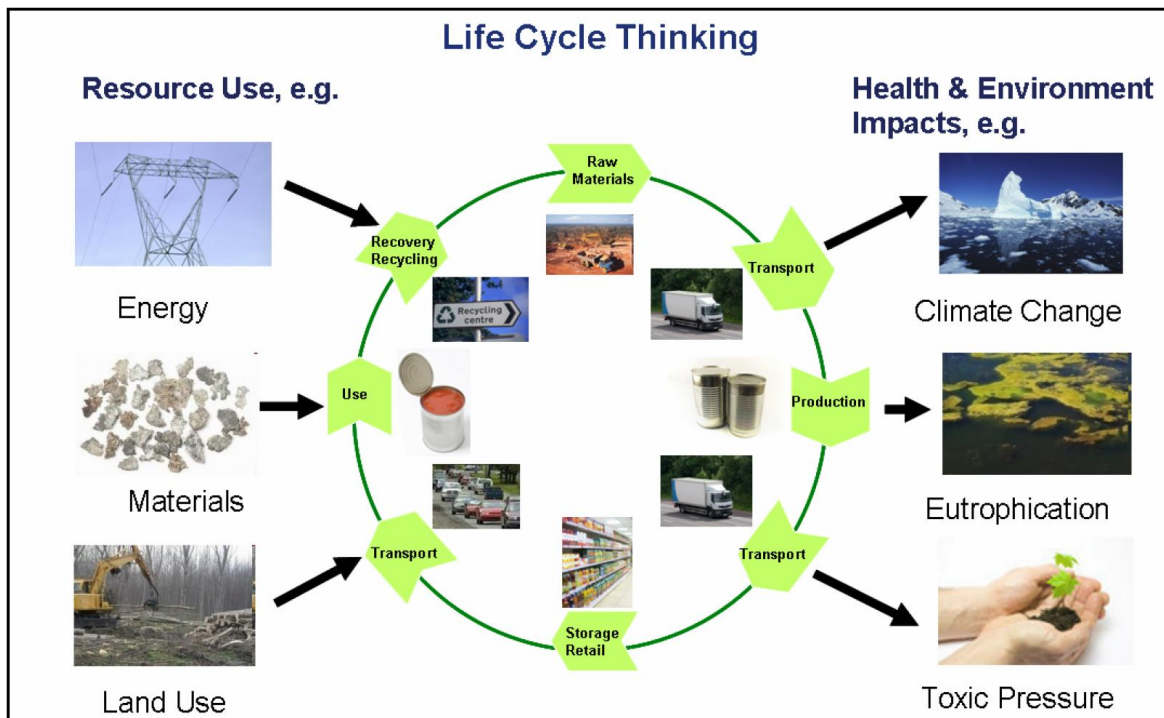 Life Cycle Thinking
Resource Use, e.g.
Health & Environment
Impacts, e.g.
Raw
Materials
Recovery
Recycling
Transport
Recycling
centre
Energy
Climate Change
Use
Production
Materials
Eutrophication
Transport
Transport
Storage
Retail
Land Use
Toxic Pressure